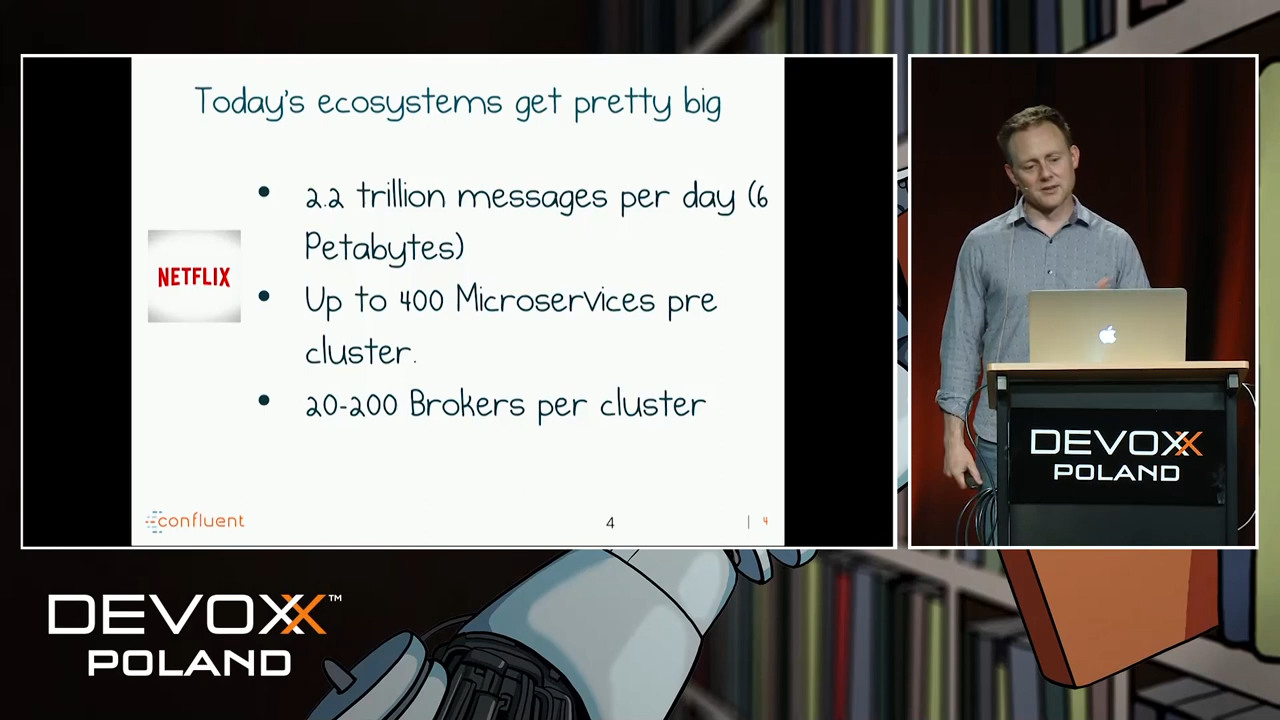 Today's ecosystems get pretty big
• 2.2 trillion messages per day (6
Petabytes)
NETFLIX
• Up to 400 Microservices pre
cluster.
• 20-200 Brokers per cluster
confluent
4
| 4
DEVOXX
POLAND
DEVOXX™
POLAND